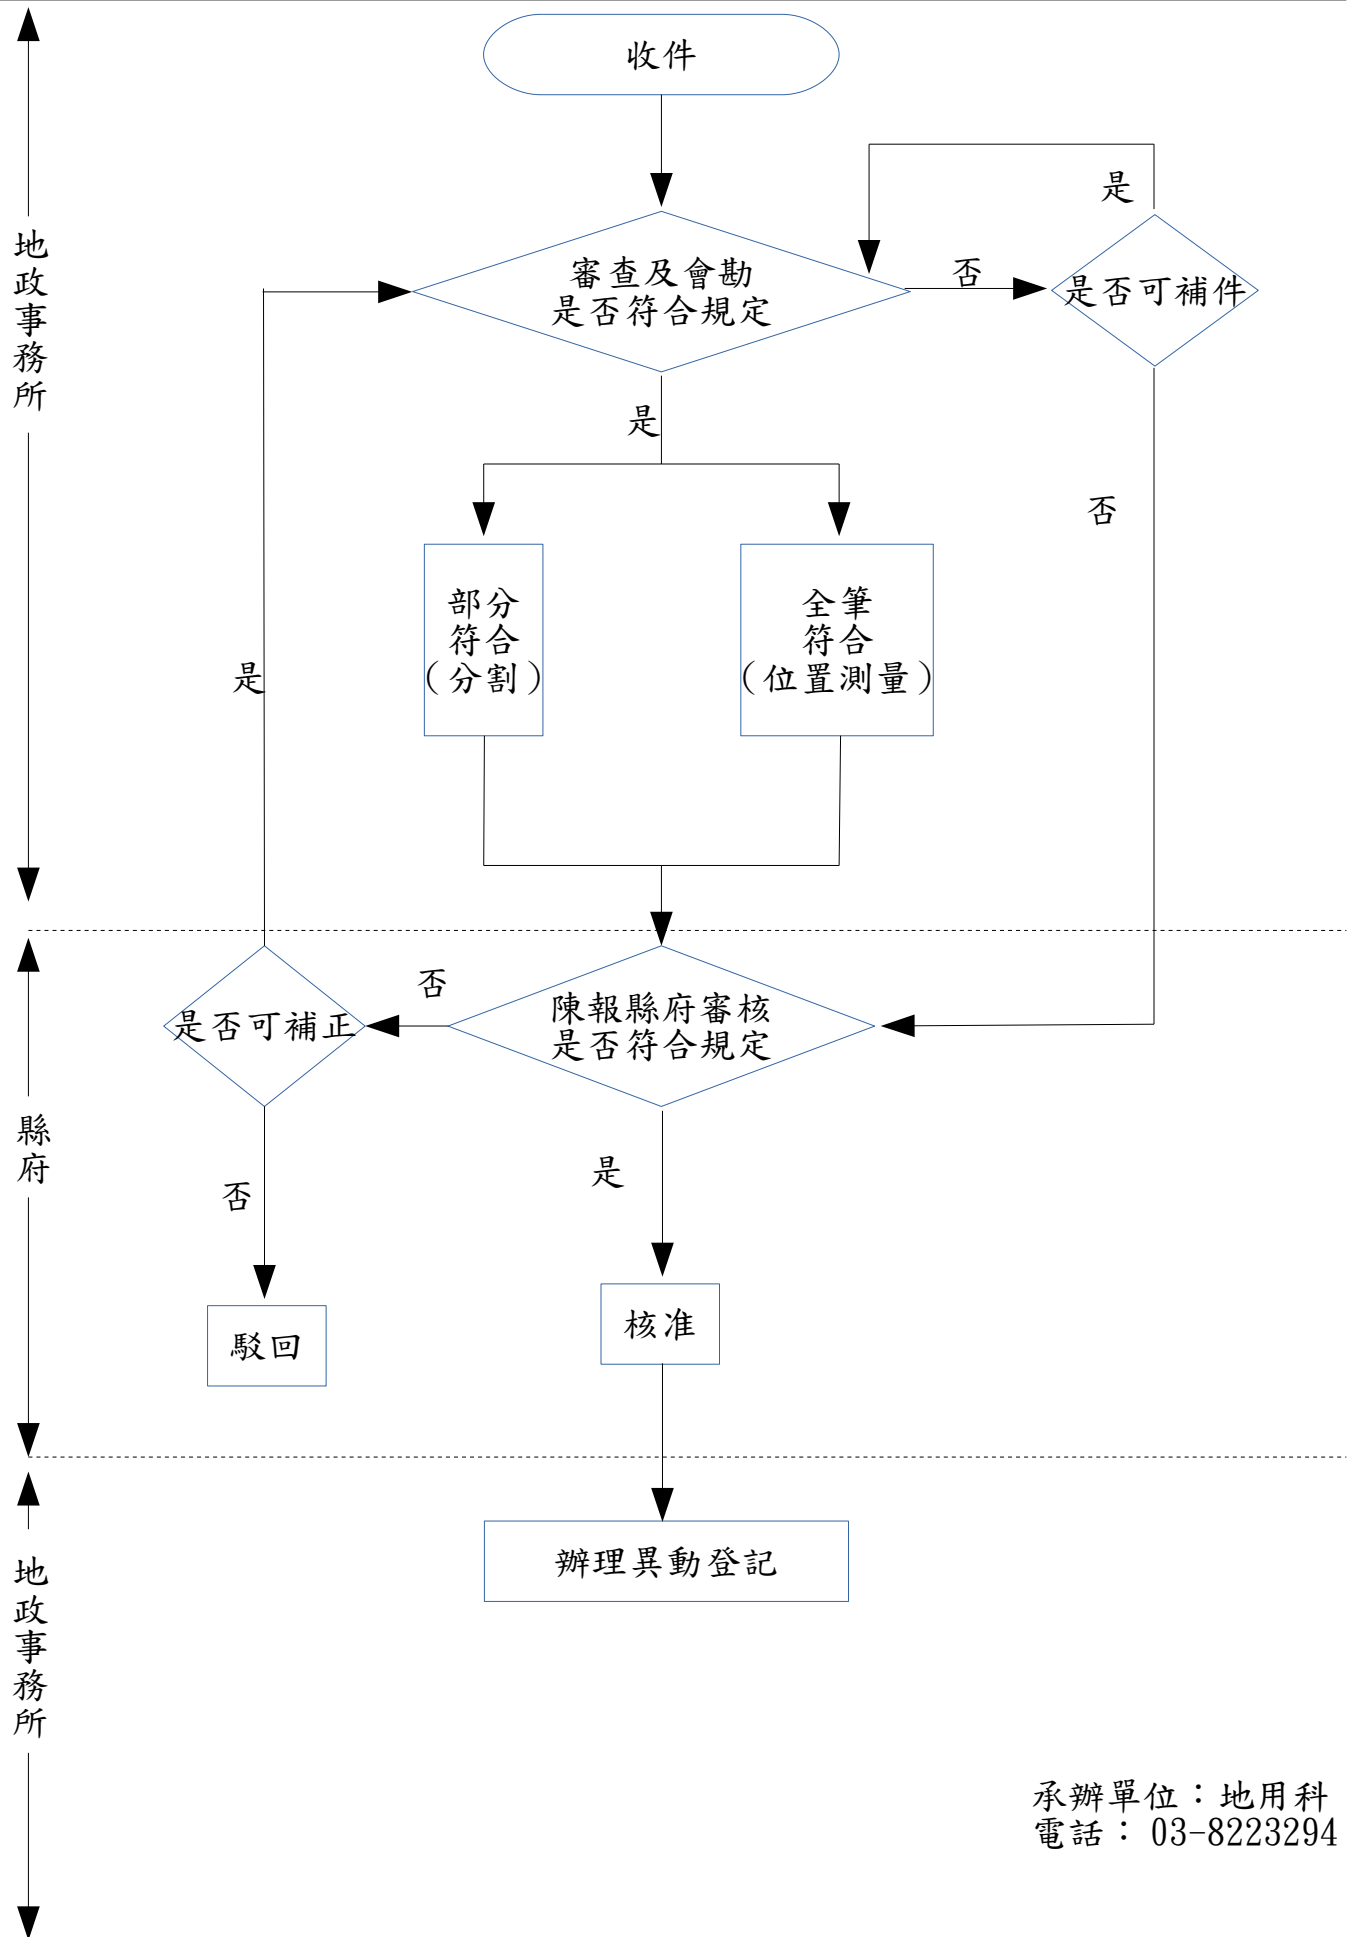 收件
是
地政事務所
審查及會勘
是否符合規定
否
是否可補件
是
否
部分
符合
(分割)
全筆
符合
(位置測量)
是
縣府
否
陳報縣府審核
是否符合規定
是否可補正
是
否
核准
駁回
地政事務所
辦理異動登記
承辦單位：地用科
電話：03-8223294